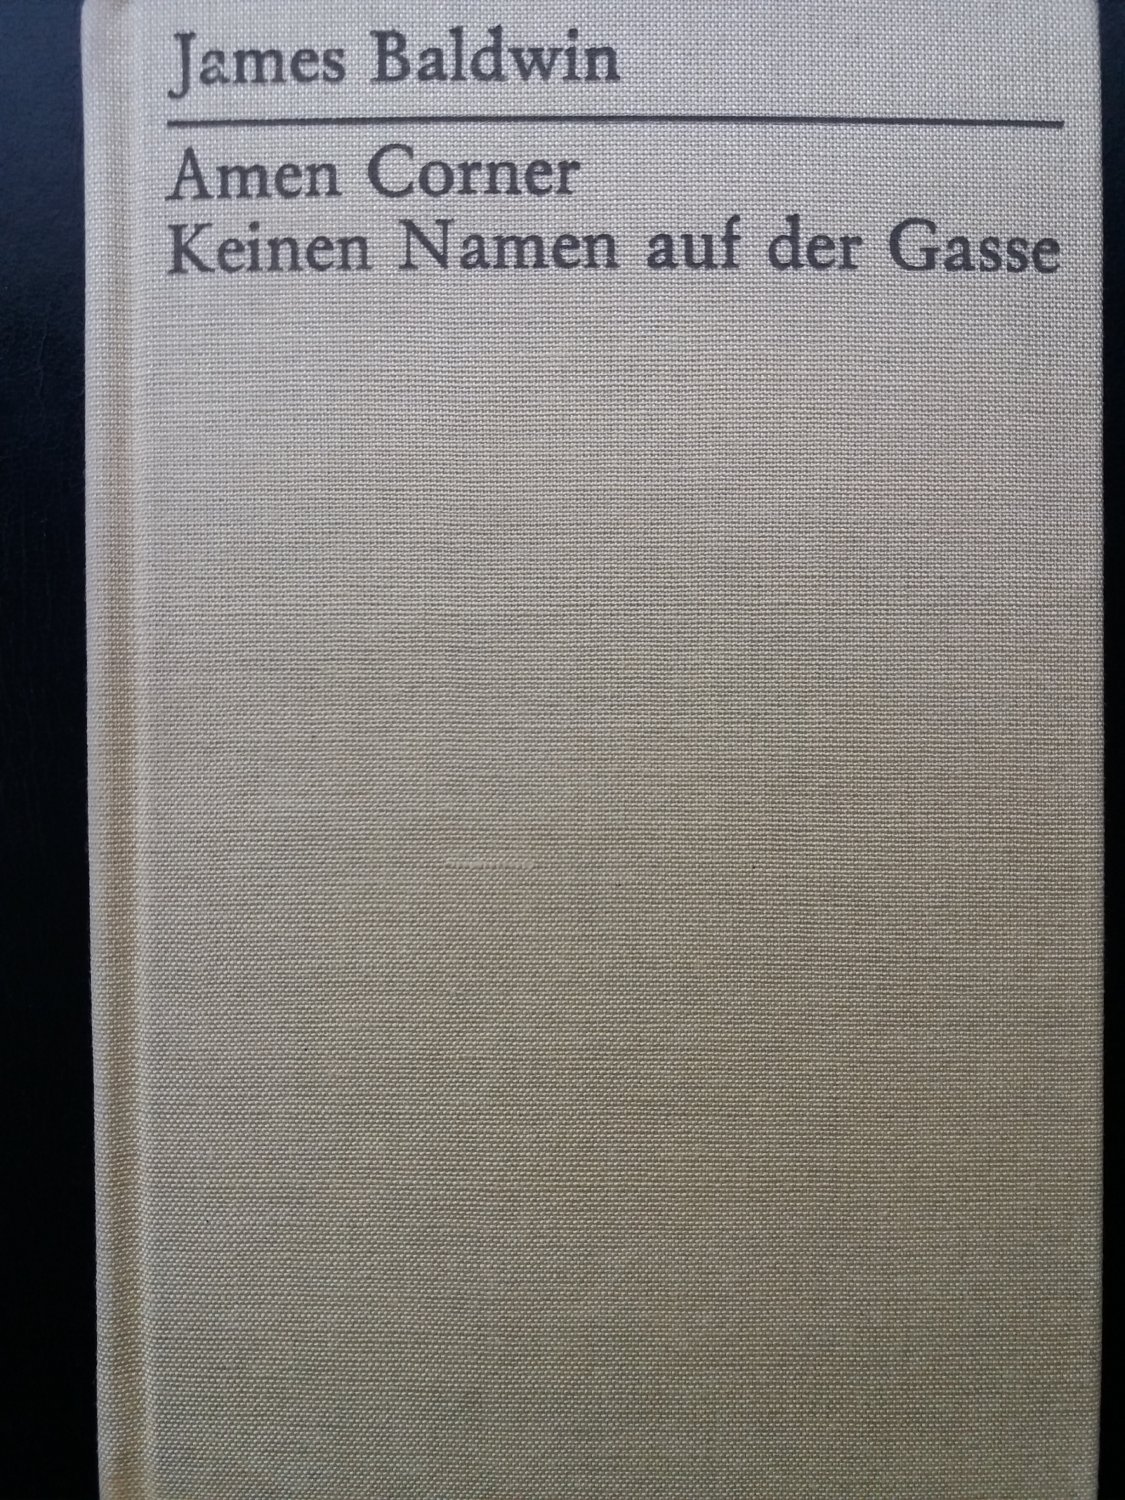 James Baldwin
Amen Corner
Keinen Namen auf der Gasse